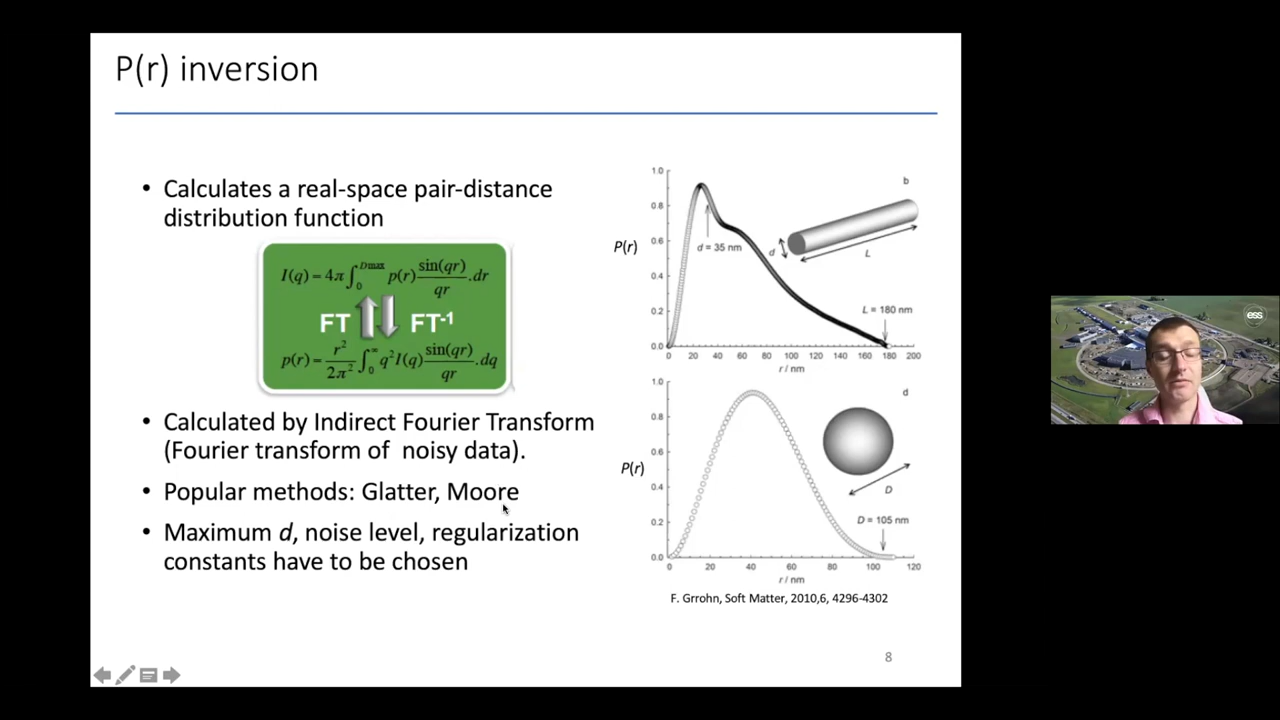 P(r) inversion
• Calculates a real-space pair-distance
distribution function
I(q) = 4π ∫₀^Dmax p(r) sin(qr)/qr .dr
FT FT⁻¹
p(r) = r²/2π² ∫₀^∞ q²I(q) sin(qr)/qr .dq
• Calculated by Indirect Fourier Transform
(Fourier transform of noisy data).
• Popular methods: Glatter, Moore
• Maximum d, noise level, regularization
constants have to be chosen
1.0
0.8
0.6
0.4
0.2
0.0
P(r)
b
d = 35 nm
d
L
L = 180 nm
0 20 40 60 80 100 120 140 160 180 200
r / nm
1.0
0.8
0.6
0.4
0.2
0.0
P(r)
d
D
D = 105 nm
0 20 40 60 80 100 120
r / nm
F. Grrohn, Soft Matter, 2010,6, 4296-4302
8
ess